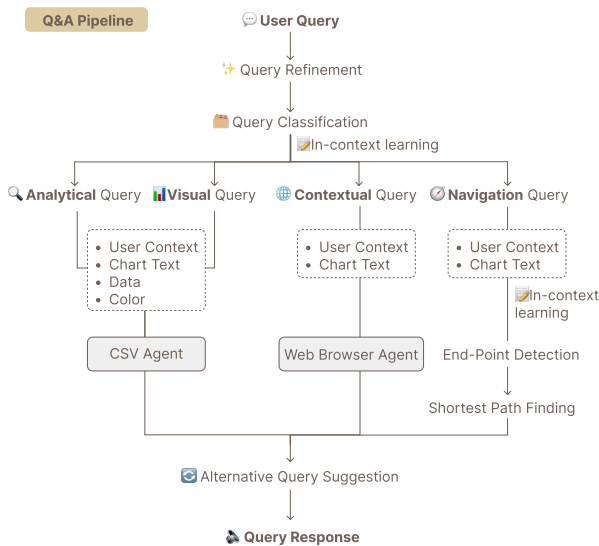 Q&A Pipeline
User Query
Query Refinement
Query Classification
In-context learning
Analytical Query
Visual Query
Contextual Query
Navigation Query
• User Context
• Chart Text
• Data
• Color
• User Context
• Chart Text
• User Context
• Chart Text
In-context
learning
CSV Agent
Web Browser Agent
End-Point Detection
Shortest Path Finding
Alternative Query Suggestion
Query Response